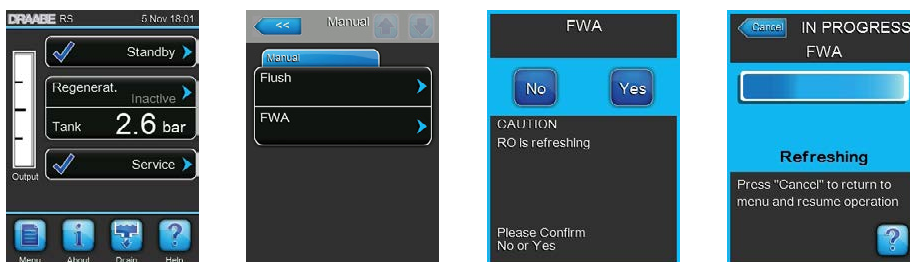 DRAABE RS 5 Nov 18:01
Standby
Regenerat.
Inactive
Tank 2.6 bar
Service
Output
Menu About Drain Help
<< Manual
Manual
Flush
FWA
FWA
No Yes
CAUTION
RO is refreshing
Please Confirm
No or Yes
Cancel IN PROGRESS
FWA
Refreshing
Press "Cancel" to return to
menu and resume operation
?